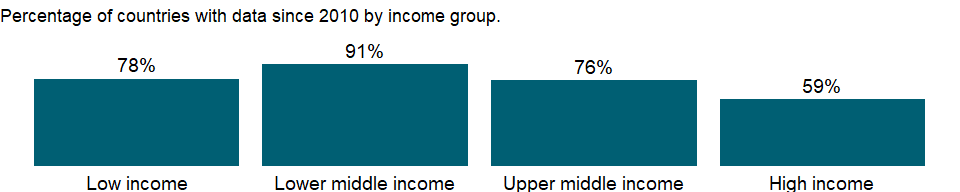 Percentage of countries with data since 2010 by income group.
78%
91%
76%
59%
Low income
Lower middle income
Upper middle income
High income